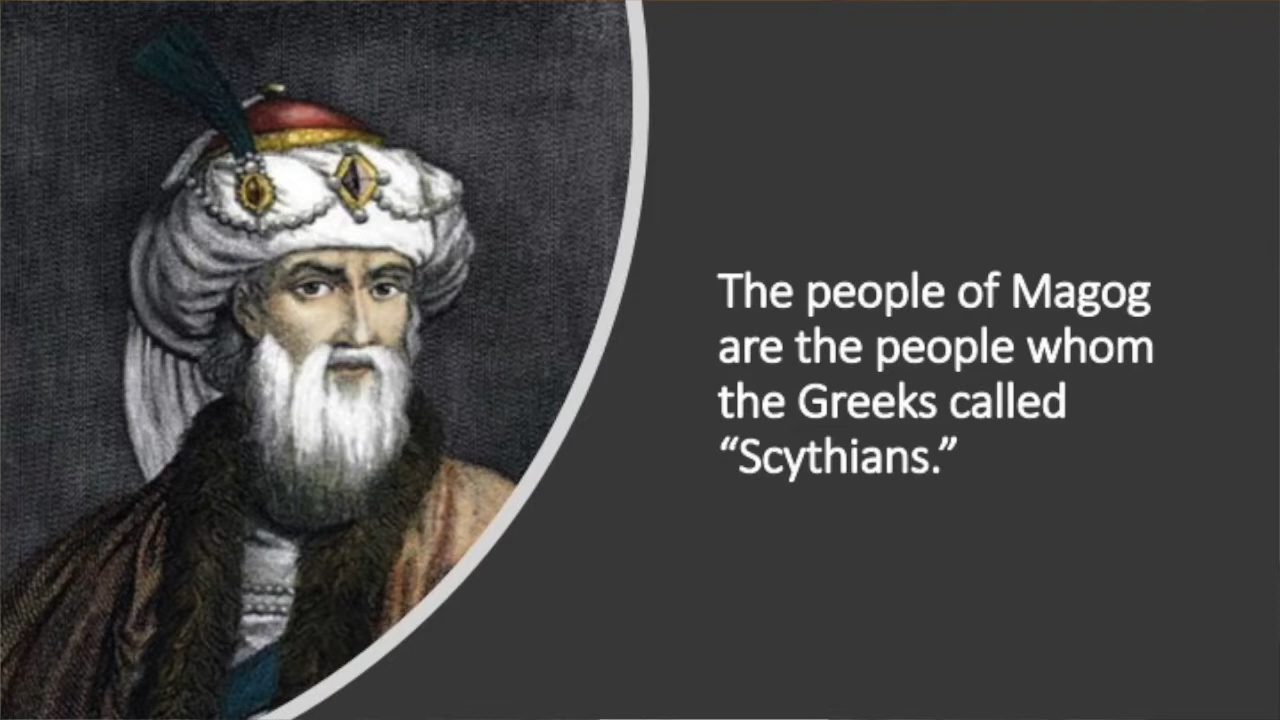 The people of Magog
are the people whom
the Greeks called
“Scythians.”